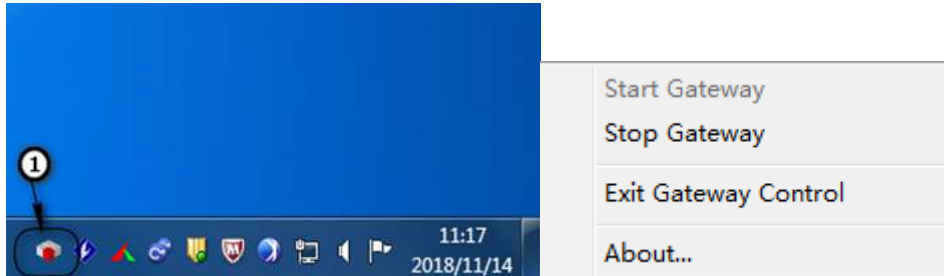 1
11:17
2018/11/14
Start Gateway
Stop Gateway
Exit Gateway Control
About...